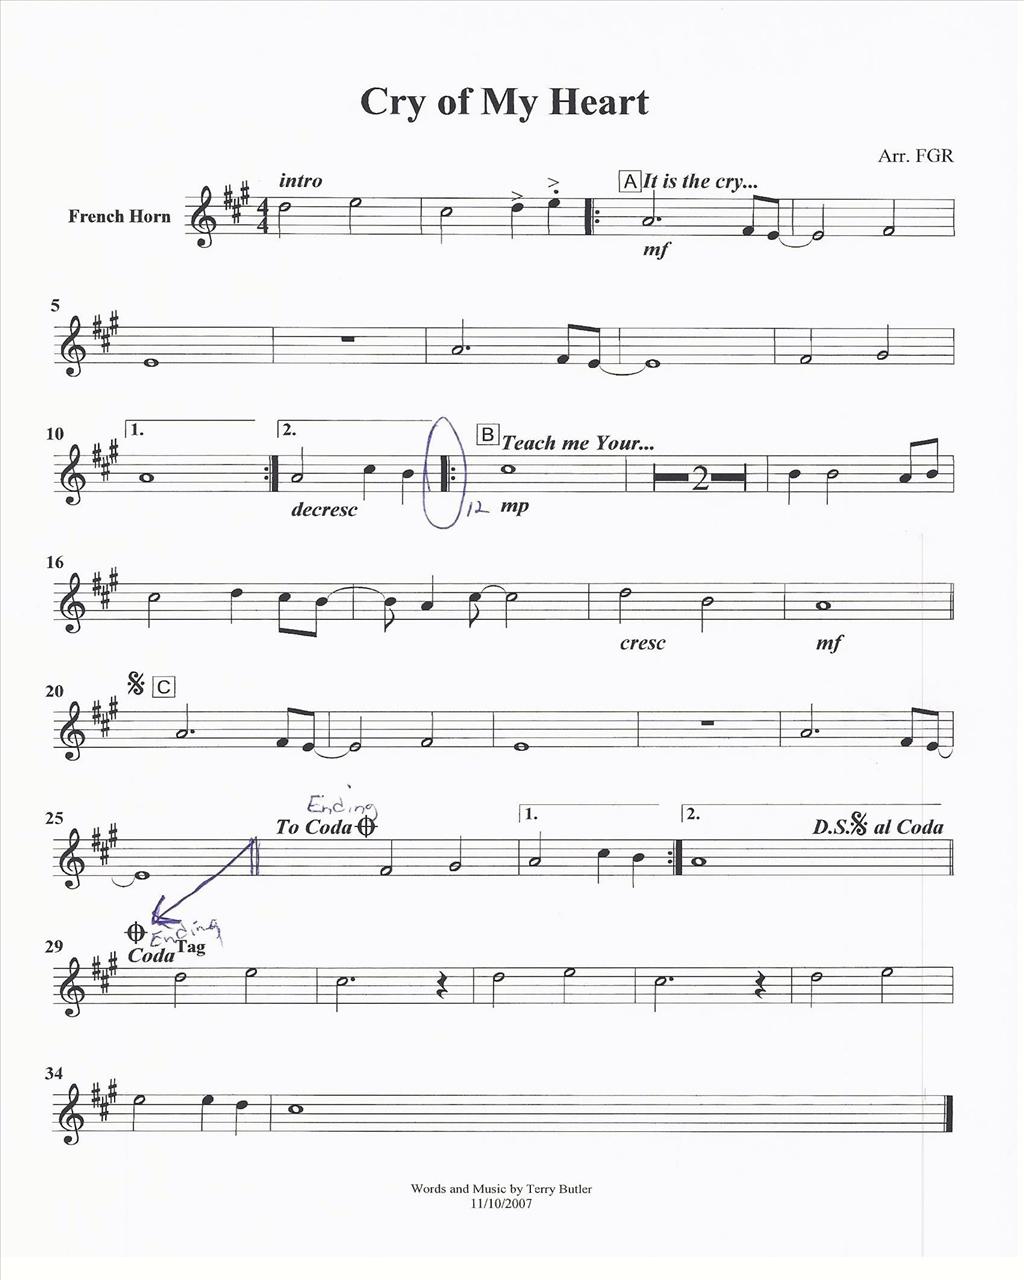 Cry of My Heart
Arr. FGR
intro
A It is the cry...
French Horn
4
4
mf
5
10
1.
2.
B Teach me Your...
2
decresc
12
mp
16
cresc
mf
20
C
Ending
25
To Coda
1.
2.
D.S. al Coda
Ending
29
Coda Tag
34
Words and Music by Terry Butler
11/10/2007